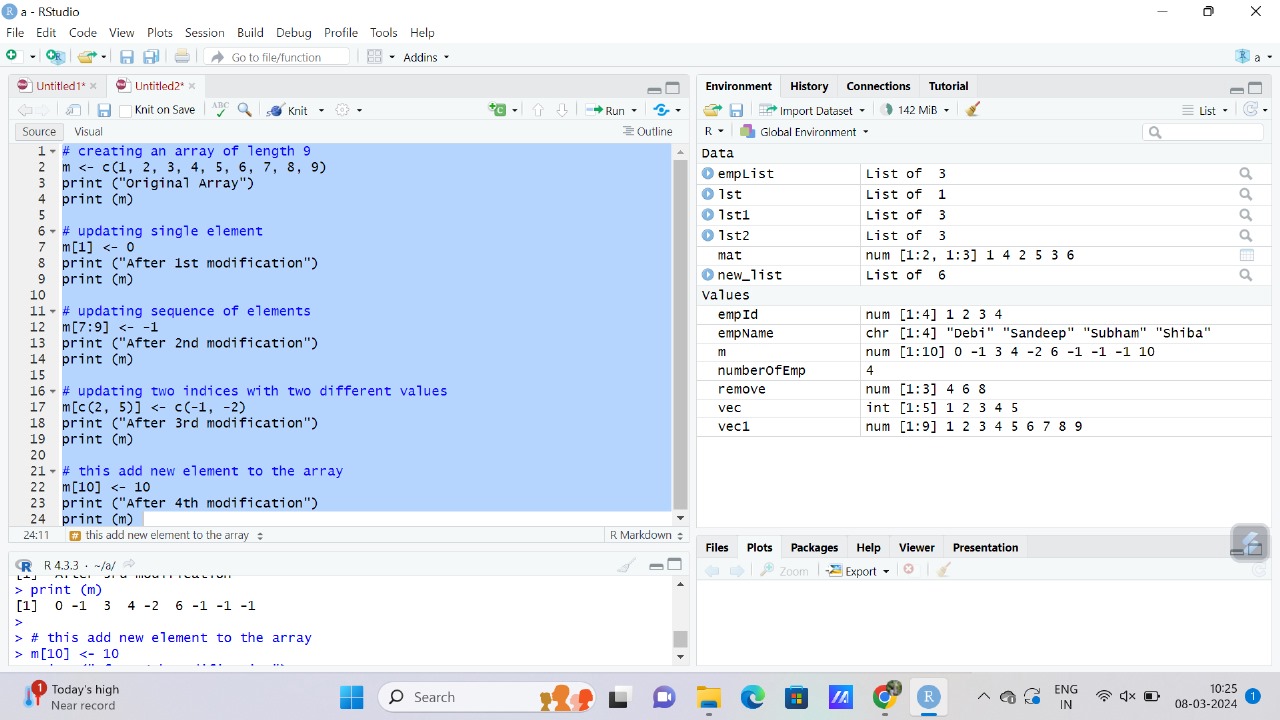 a - RStudio
File Edit Code View Plots Session Build Debug Profile Tools Help
Go to file/function Addins a
Untitled1* Untitled2*
Knit on Save ABC Knit Run
Source Visual Outline
1 # creating an array of length 9
2 m <- c(1, 2, 3, 4, 5, 6, 7, 8, 9)
3 print ("Original Array")
4 print (m)
5
6 # updating single element
7 m[1] <- 0
8 print ("After 1st modification")
9 print (m)
10
11 # updating sequence of elements
12 m[7:9] <- -1
13 print ("After 2nd modification")
14 print (m)
15
16 # updating two indices with two different values
17 m[c(2, 5)] <- c(-1, -2)
18 print ("After 3rd modification")
19 print (m)
20
21 # this add new element to the array
22 m[10] <- 10
23 print ("After 4th modification")
24 print (m)
24:11 # this add new element to the array R Markdown
R 4.3.3 · ~/a/
[1] "After 3rd modification"
> print (m)
[1] 0 -1 3 4 -2 6 -1 -1 -1
>
> # this add new element to the array
> m[10] <- 10
Environment History Connections Tutorial
Import Dataset 142 MiB List
R Global Environment
Data
empList List of 3
lst List of 1
lst1 List of 3
lst2 List of 3
mat num [1:2, 1:3] 1 4 2 5 3 6
new_list List of 6
Values
empId num [1:4] 1 2 3 4
empName chr [1:4] "Debi" "Sandeep" "Subham" "Shiba"
m num [1:10] 0 -1 3 4 -2 6 -1 -1 -1 10
numberOfEmp 4
remove num [1:3] 4 6 8
vec int [1:5] 1 2 3 4 5
vec1 num [1:9] 1 2 3 4 5 6 7 8 9
Files Plots Packages Help Viewer Presentation
Zoom Export
1 Today's high
Near record
Search
ENG
IN
10:25
08-03-2024
1